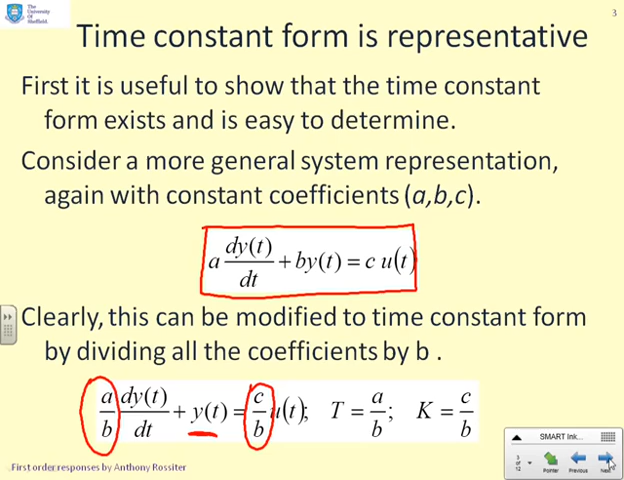 The University Of Sheffield.
3
Time constant form is representative
First it is useful to show that the time constant
form exists and is easy to determine.
Consider a more general system representation,
again with constant coefficients (a,b,c).
a dy(t)/dt + by(t) = c u(t)
Clearly, this can be modified to time constant form
by dividing all the coefficients by b .
a/b dy(t)/dt + y(t) = c/b u(t); T = a/b; K = c/b
SMART Ink...
3 of 12
Pointer Previous Next
First order responses by Anthony Rossiter